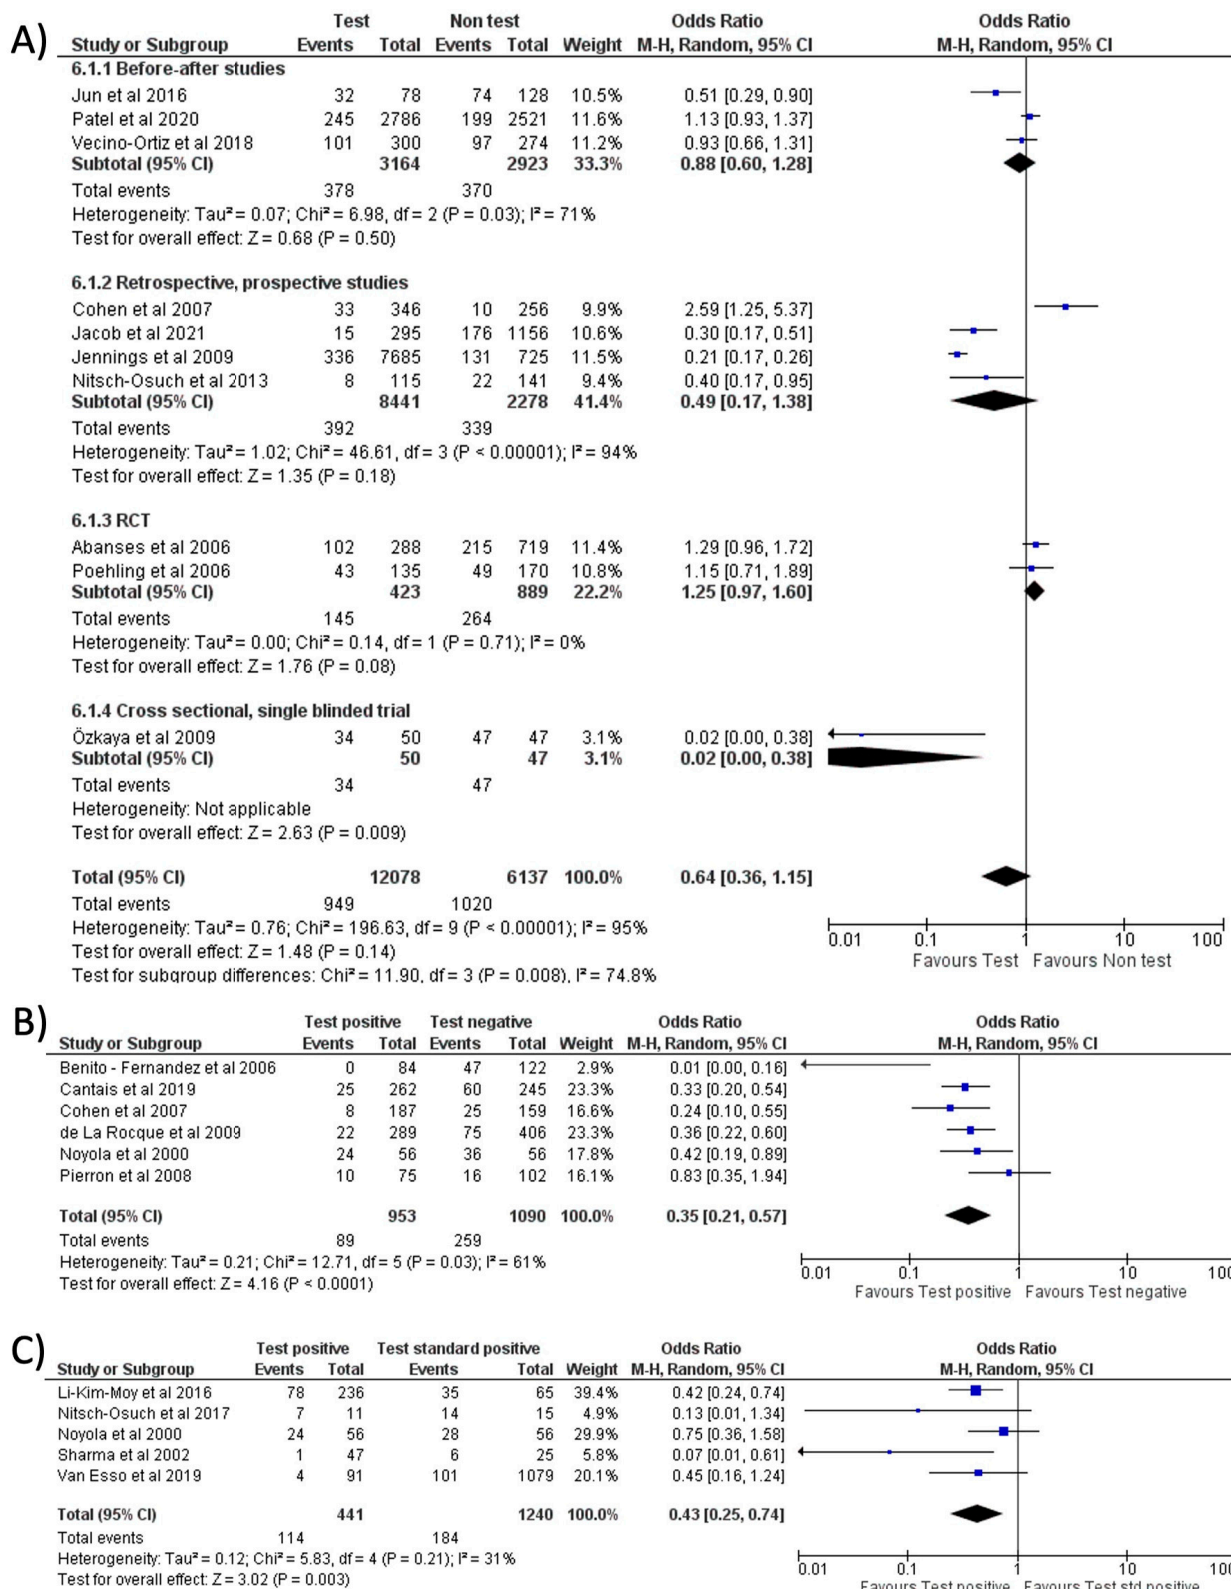 A)
Test Non test Odds Ratio Odds Ratio
Study or Subgroup Events Total Events Total Weight M-H, Random, 95% CI M-H, Random, 95% CI
6.1.1 Before-after studies
Jun et al 2016 32 78 74 128 10.5% 0.51 [0.29, 0.90]
Patel et al 2020 245 2786 199 2521 11.6% 1.13 [0.93, 1.37]
Vecino-Ortiz et al 2018 101 300 97 274 11.2% 0.93 [0.66, 1.31]
Subtotal (95% CI) 3164 2923 33.3% 0.88 [0.60, 1.28]
Total events 378 370
Heterogeneity: Tau² = 0.07; Chi² = 6.98, df = 2 (P = 0.03); I² = 71%
Test for overall effect: Z = 0.68 (P = 0.50)
6.1.2 Retrospective, prospective studies
Cohen et al 2007 33 346 10 256 9.9% 2.59 [1.25, 5.37]
Jacob et al 2021 15 295 176 1156 10.6% 0.30 [0.17, 0.51]
Jennings et al 2009 336 7685 131 725 11.5% 0.21 [0.17, 0.26]
Nitsch-Osuch et al 2013 8 115 22 141 9.4% 0.40 [0.17, 0.95]
Subtotal (95% CI) 8441 2278 41.4% 0.49 [0.17, 1.38]
Total events 392 339
Heterogeneity: Tau² = 1.02; Chi² = 46.61, df = 3 (P < 0.00001); I² = 94%
Test for overall effect: Z = 1.35 (P = 0.18)
6.1.3 RCT
Abanses et al 2006 102 288 215 719 11.4% 1.29 [0.96, 1.72]
Poehling et al 2006 43 135 49 170 10.8% 1.15 [0.71, 1.89]
Subtotal (95% CI) 423 889 22.2% 1.25 [0.97, 1.60]
Total events 145 264
Heterogeneity: Tau² = 0.00; Chi² = 0.14, df = 1 (P = 0.71); I² = 0%
Test for overall effect: Z = 1.76 (P = 0.08)
6.1.4 Cross sectional, single blinded trial
Özkaya et al 2009 34 50 47 47 3.1% 0.02 [0.00, 0.38]
Subtotal (95% CI) 50 47 3.1% 0.02 [0.00, 0.38]
Total events 34 47
Heterogeneity: Not applicable
Test for overall effect: Z = 2.63 (P = 0.009)
Total (95% CI) 12078 6137 100.0% 0.64 [0.36, 1.15]
Total events 949 1020
Heterogeneity: Tau² = 0.76; Chi² = 196.63, df = 9 (P < 0.00001); I² = 95%
Test for overall effect: Z = 1.48 (P = 0.14)
Test for subgroup differences: Chi² = 11.90, df = 3 (P = 0.008), I² = 74.8%
0.01 0.1 1 10 100
Favours Test Favours Non test
B)
Test positive Test negative Odds Ratio Odds Ratio
Study or Subgroup Events Total Events Total Weight M-H, Random, 95% CI M-H, Random, 95% CI
Benito - Fernandez et al 2006 0 84 47 122 2.9% 0.01 [0.00, 0.16]
Cantais et al 2019 25 262 60 245 23.3% 0.33 [0.20, 0.54]
Cohen et al 2007 8 187 25 159 16.6% 0.24 [0.10, 0.55]
de La Rocque et al 2009 22 289 75 406 23.3% 0.36 [0.22, 0.60]
Noyola et al 2000 24 56 36 56 17.8% 0.42 [0.19, 0.89]
Pierron et al 2008 10 75 16 102 16.1% 0.83 [0.35, 1.94]
Total (95% CI) 953 1090 100.0% 0.35 [0.21, 0.57]
Total events 89 259
Heterogeneity: Tau² = 0.21; Chi² = 12.71, df = 5 (P = 0.03); I² = 61%
Test for overall effect: Z = 4.16 (P < 0.0001)
0.01 0.1 1 10 100
Favours Test positive Favours Test negative
C)
Test positive Test standard positive Odds Ratio Odds Ratio
Study or Subgroup Events Total Events Total Weight M-H, Random, 95% CI M-H, Random, 95% CI
Li-Kim-Moy et al 2016 78 236 35 65 39.4% 0.42 [0.24, 0.74]
Nitsch-Osuch et al 2017 7 11 14 15 4.9% 0.13 [0.01, 1.34]
Noyola et al 2000 24 56 28 56 29.9% 0.75 [0.36, 1.58]
Sharma et al 2002 1 47 6 25 5.8% 0.07 [0.01, 0.61]
Van Esso et al 2019 4 91 101 1079 20.1% 0.45 [0.16, 1.24]
Total (95% CI) 441 1240 100.0% 0.43 [0.25, 0.74]
Total events 114 184
Heterogeneity: Tau² = 0.12; Chi² = 5.83, df = 4 (P = 0.21); I² = 31%
Test for overall effect: Z = 3.02 (P = 0.003)
0.01 0.1 1 10 100
Favours Test positive Favours Test std positive